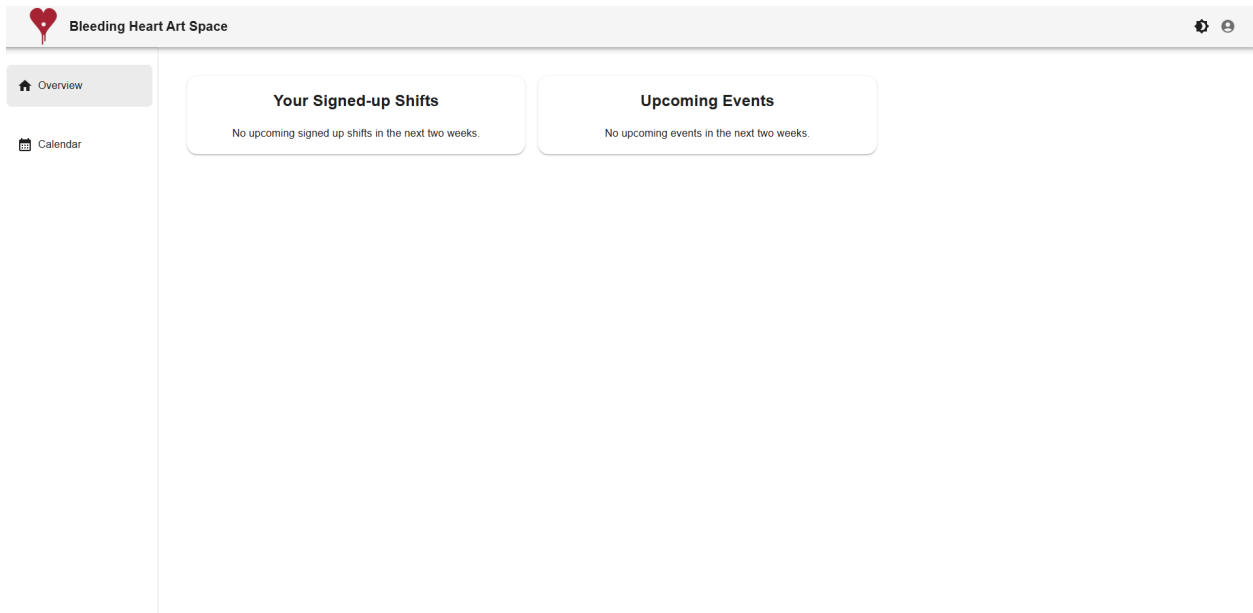 Bleeding Heart Art Space
Overview
Calendar
Your Signed-up Shifts
No upcoming signed up shifts in the next two weeks.
Upcoming Events
No upcoming events in the next two weeks.